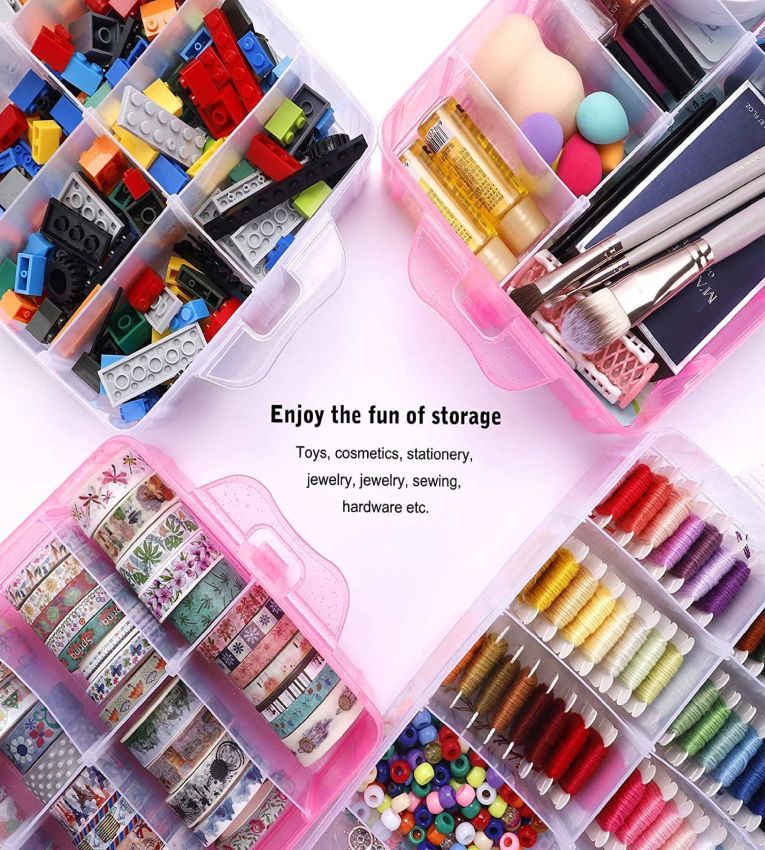 Enjoy the fun of storage
Toys, cosmetics, stationery,
jewelry, jewelry, sewing,
hardware etc.